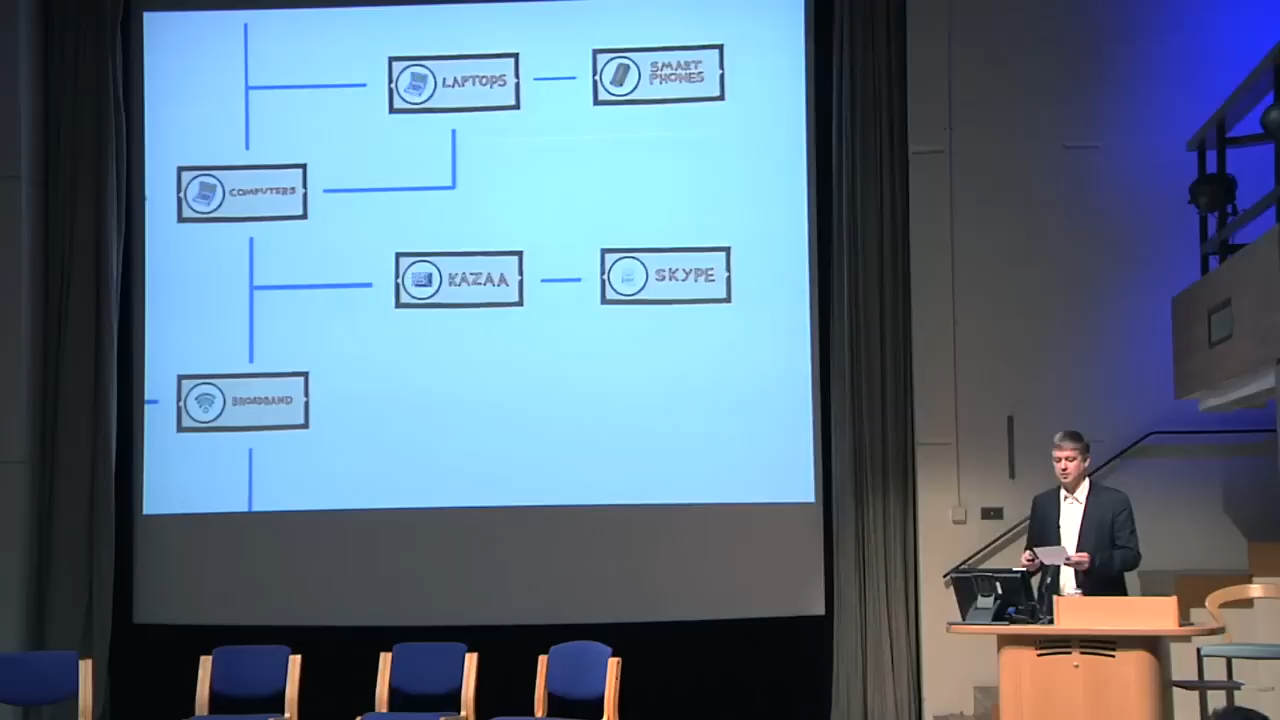 LAPTOPS
SMART
PHONES
COMPUTERS
KAZAA
SKYPE
BROADBAND